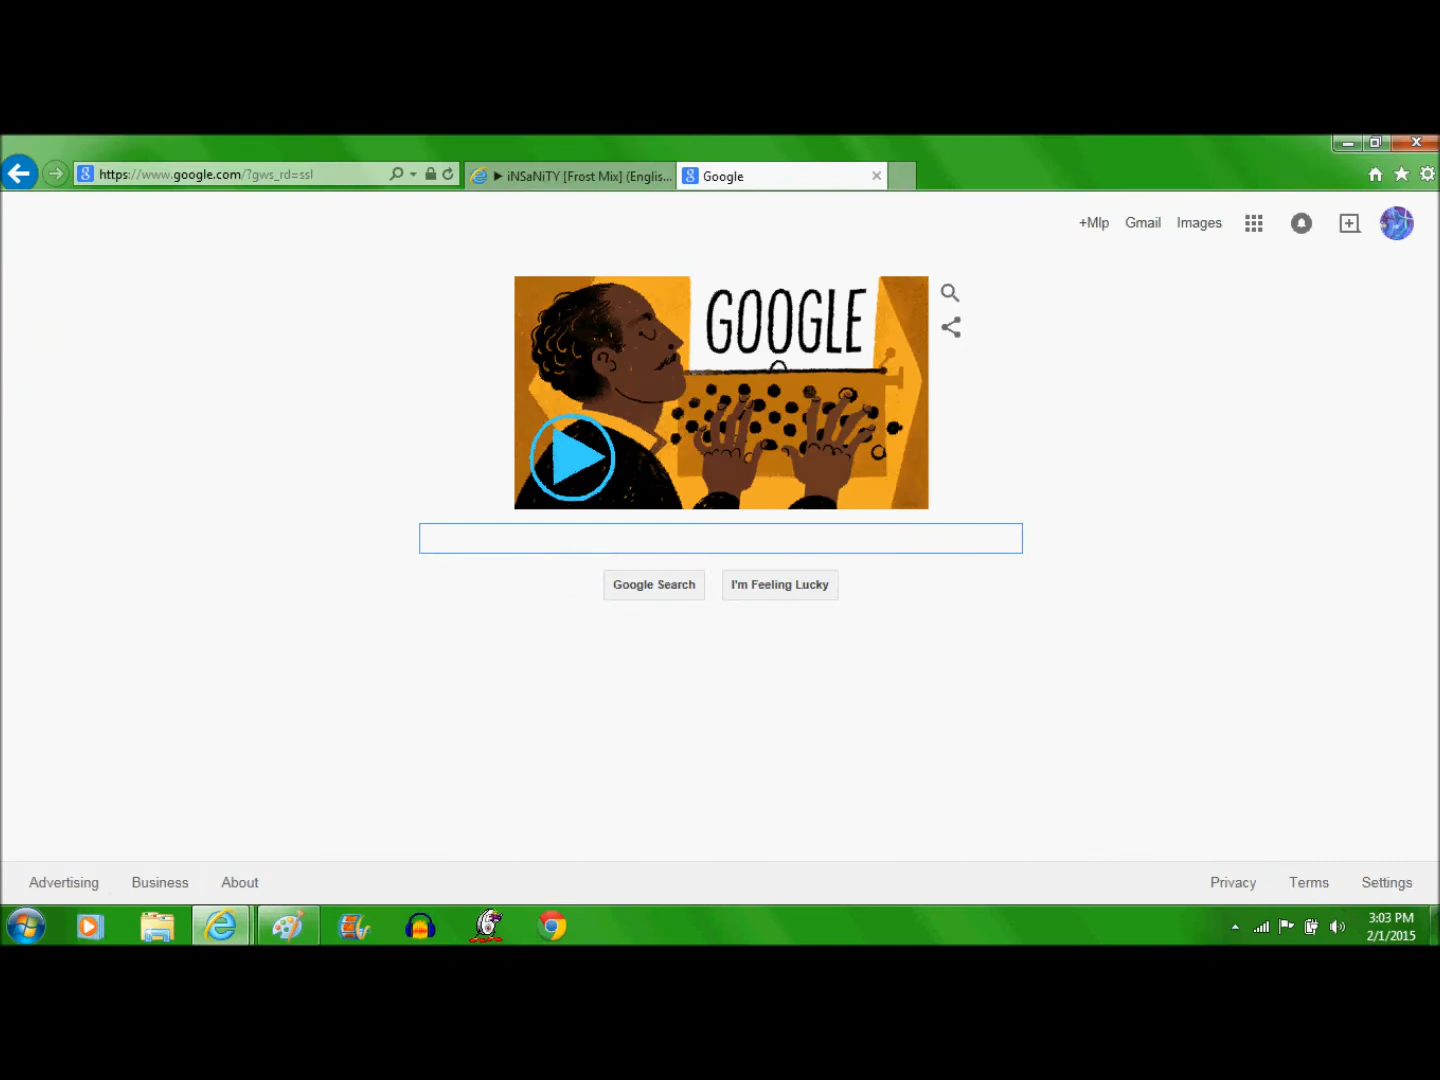 https://www.google.com/?gws_rd=ssl
iNSaNiTY [Frost Mix] (Englis...
Google
+Mlp
Gmail
Images
GOOGLE
Google Search
I'm Feeling Lucky
Advertising
Business
About
Privacy
Terms
Settings
3:03 PM
2/1/2015